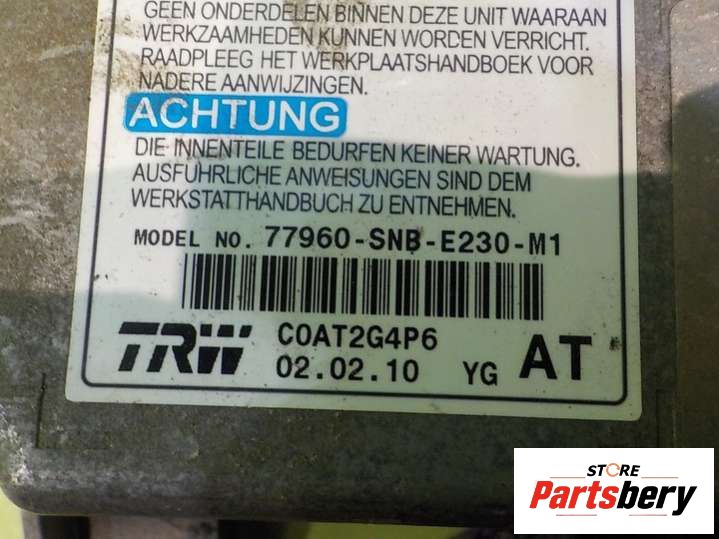 GEEN ONDERDELEN BINNEN DEZE UNIT WAARAAN
WERKZAAMHEDEN KUNNEN WORDEN VERRICHT.
RAADPLEEG HET WERKPLAATSHANDBOEK VOOR
NADERE AANWIJZINGEN.
ACHTUNG
DIE INNENTEILE BEDURFEN KEINER WARTUNG.
AUSFUHRLICHE ANWEISUNGEN SIND DEM
WERKSTATTHANDBUCH ZU ENTNEHMEN.
MODEL NO. 77960-SNB-E230-M1
TRW C0AT2G4P6
02.02.10 YG AT
STORE
Partsbery